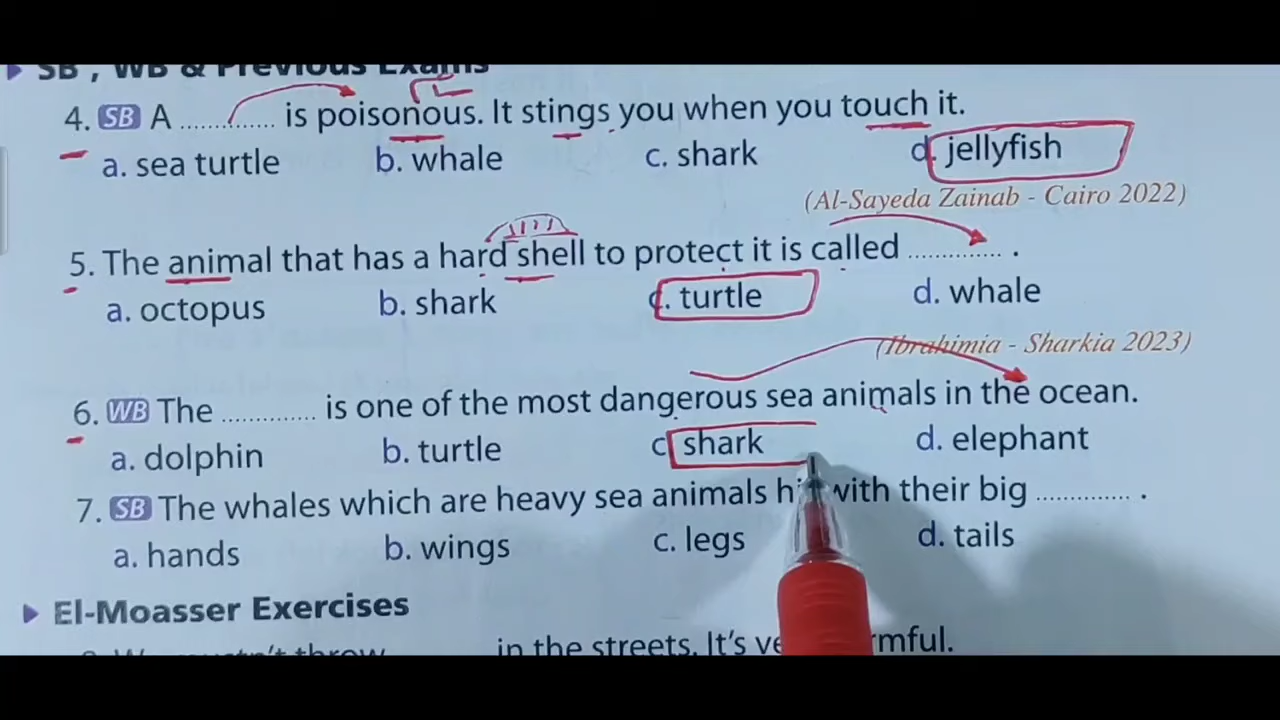 SB , WB & Previous Exams
4. SB A .............. is poisonous. It stings you when you touch it.
a. sea turtle b. whale c. shark d. jellyfish
(Al-Sayeda Zainab - Cairo 2022)
5. The animal that has a hard shell to protect it is called .............. .
a. octopus b. shark c. turtle d. whale
(Ibrahimia - Sharkia 2023)
6. WB The .............. is one of the most dangerous sea animals in the ocean.
a. dolphin b. turtle c shark d. elephant
7. SB The whales which are heavy sea animals with their big .............. .
a. hands b. wings c. legs d. tails
El-Moasser Exercises
in the streets. It's